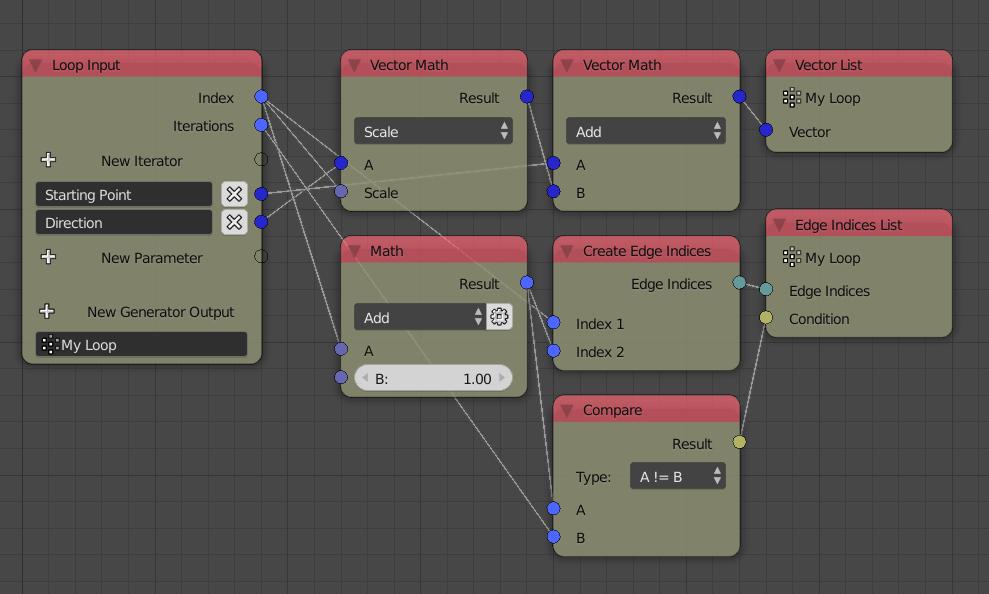 Loop Input
Index
Iterations
New Iterator
Starting Point
Direction
New Parameter
New Generator Output
My Loop
Vector Math
Result
Scale
A
Scale
Vector Math
Result
Add
A
B
Vector List
My Loop
Vector
Math
Result
Add
A
B: 1.00
Create Edge Indices
Edge Indices
Index 1
Index 2
Edge Indices List
My Loop
Edge Indices
Condition
Compare
Result
Type: A != B
A
B